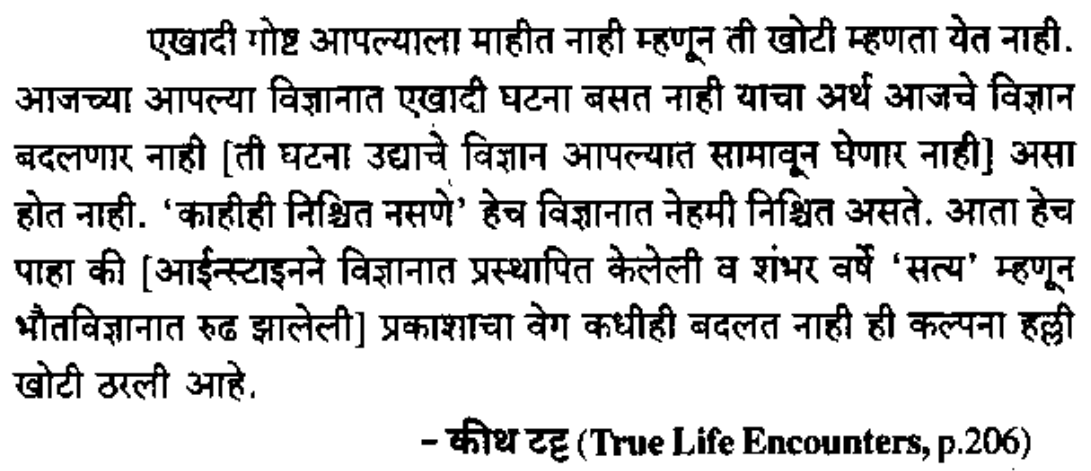 एखादी गोष्ट आपल्याला माहीत नाही म्हणून ती खोटी म्हणता येत नाही.
आजच्या आपल्या विज्ञानात एखादी घटना बसत नाही याचा अर्थ आजचे विज्ञान
बदलणार नाही [ती घटना उद्याचे विज्ञान आपल्यात सामावून घेणार नाही] असा
होत नाही. ‘काहीही निश्चित नसणे’ हेच विज्ञानात नेहमी निश्चित असते. आता हेच
पाहा की [आईन्स्टाइनने विज्ञानात प्रस्थापित केलेली व शंभर वर्षे ‘सत्य’ म्हणून
भौतविज्ञानात रुढ झालेली] प्रकाशाचा वेग कधीही बदलत नाही ही कल्पना हल्ली
खोटी ठरली आहे.
– कीथ टट्ट (True Life Encounters, p.206)